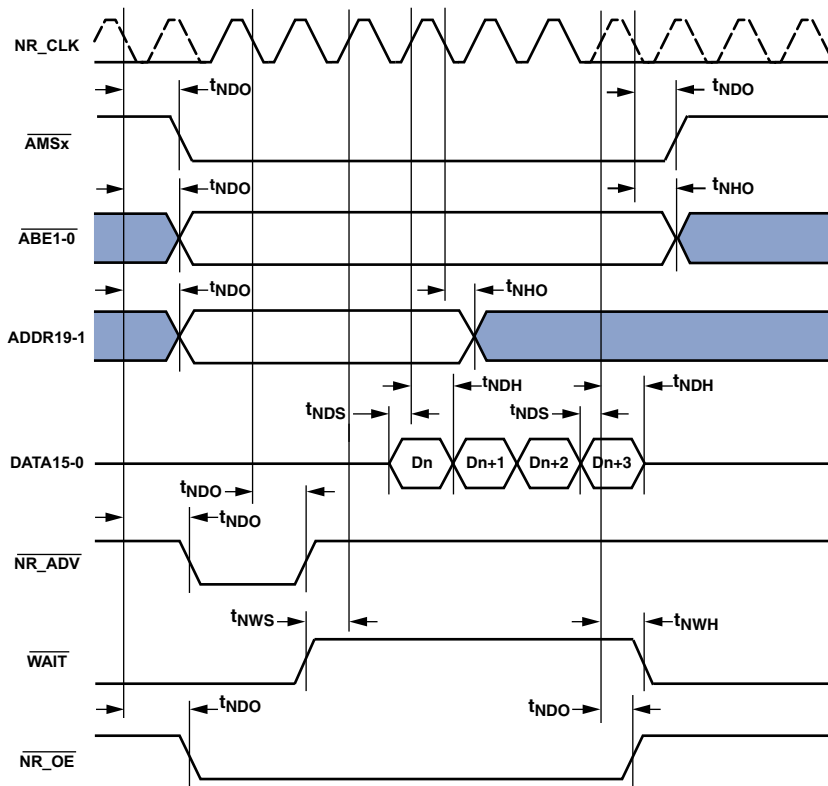 NR_CLK
tNDO tNDO
AMSx
tNDO tNHO
ABE1-0
tNDO tNHO
ADDR19-1
tNDS tNDH tNDS tNDH
DATA15-0 Dn Dn+1 Dn+2 Dn+3
tNDO
tNDO
NR_ADV
tNWS tNWH
WAIT
tNDO tNDO
NR_OE